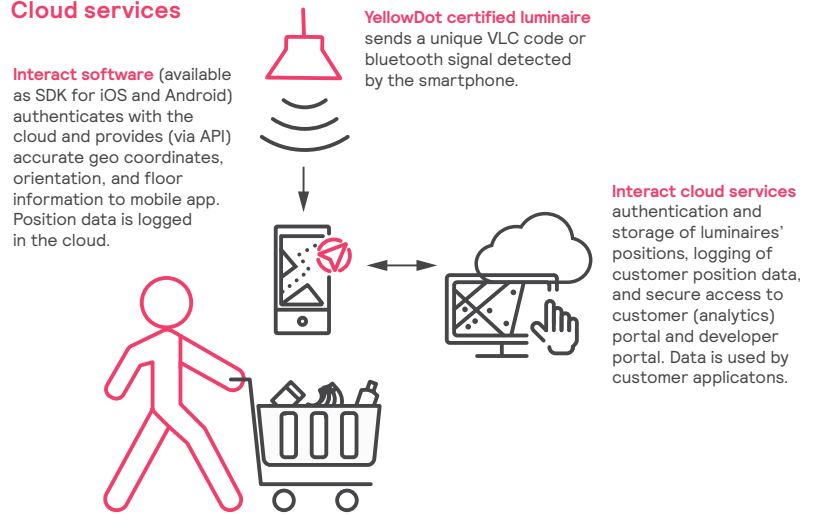 Cloud services
YellowDot certified luminaire
sends a unique VLC code or
bluetooth signal detected
by the smartphone.
Interact software (available
as SDK for iOS and Android)
authenticates with the
cloud and provides (via API)
accurate geo coordinates,
orientation, and floor
information to mobile app.
Position data is logged
in the cloud.
Interact cloud services
authentication and
storage of luminaires’
positions, logging of
customer position data,
and secure access to
customer (analytics)
portal and developer
portal. Data is used by
customer applicatons.